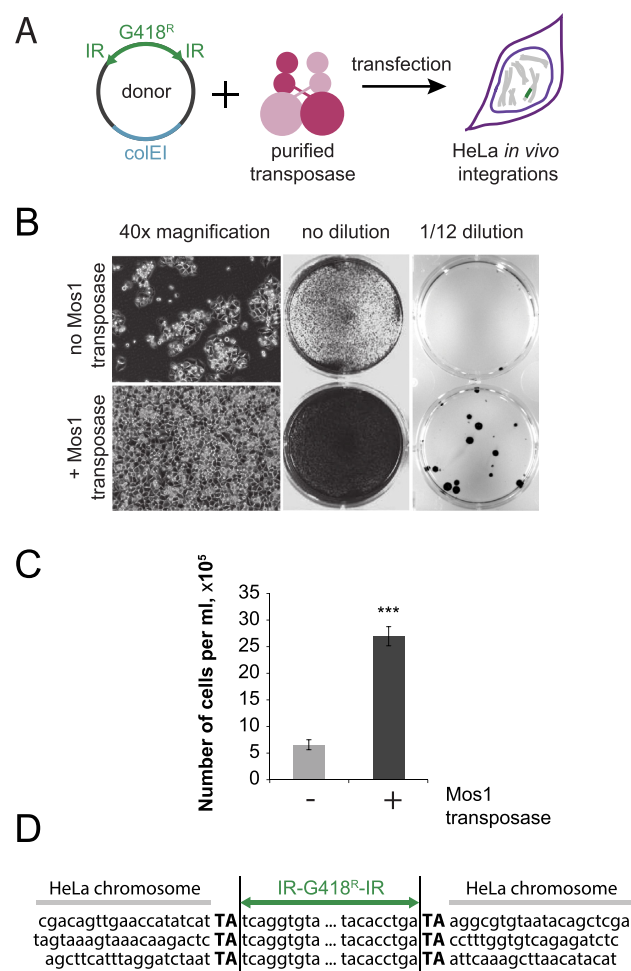 A
G418R
IR IR
donor
colEI
+
purified
transposase
transfection
HeLa in vivo
integrations
B
40x magnification no dilution 1/12 dilution
no Mos1
transposase
+ Mos1
transposase
C
Number of cells per ml, x10⁵
35
30
25
20
15
10
5
0
***
- +
Mos1
transposase
D
HeLa chromosome IR-G418R-IR HeLa chromosome
cgacagttgaaccatatcat TA tcaggtgta ... tacacctga TA aggcgtgtaatacagctcga
tagtaaagtaaacaagactc TA tcaggtgta ... tacacctga TA cctttggtgtcagagatctc
agcttcatttaggatctaat TA tcaggtgta ... tacacctga TA attcaaagcttaacatacat